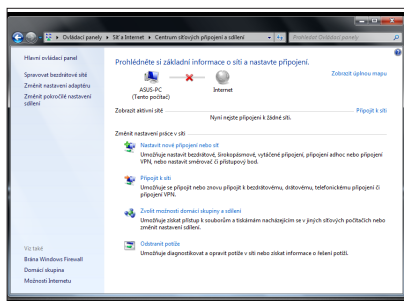 Ovládací panely ▸ Síť a Internet ▸ Centrum síťových připojení a sdílení
Prohledat Ovládací panely
Hlavní ovládací panel
Spravovat bezdrátové sítě
Změnit nastavení adaptéru
Změnit pokročilé nastavení
sdílení
Prohlédněte si základní informace o síti a nastavte připojení.
Zobrazit úplnou mapu
ASUS-PC
(Tento počítač)
Internet
Zobrazit aktivní sítě
Připojit k síti
Nyní nejste připojeni k žádné síti.
Změnit nastavení práce v síti
Nastavit nové připojení nebo síť
Umožňuje nastavit bezdrátové, širokopásmové, vytáčené připojení, připojení adhoc nebo připojení
VPN, nebo nastavit směrovač či přístupový bod.
Připojit k síti
Umožňuje se připojit nebo znovu připojit k bezdrátovému, drátovému, telefonickému připojení či
připojení VPN.
Zvolit možnosti domácí skupiny a sdílení
Umožňuje získat přístup k souborům a tiskárnám nacházejícím se v jiných síťových počítačích nebo
změnit nastavení sdílení.
Odstranit potíže
Umožňuje diagnostikovat a opravit potíže v síti nebo získat informace o řešení potíží.
Viz také
Brána Windows Firewall
Domácí skupina
Možnosti Internetu